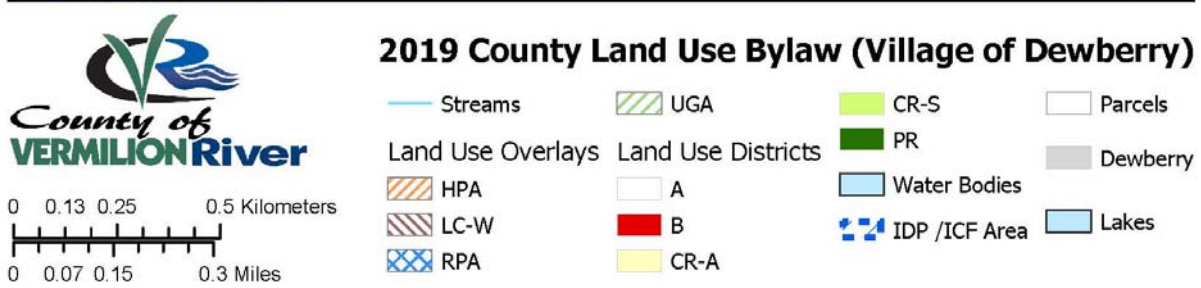 County of
VERMILION River
0 0.13 0.25 0.5 Kilometers
0 0.07 0.15 0.3 Miles
2019 County Land Use Bylaw (Village of Dewberry)
Streams
Land Use Overlays
HPA
LC-W
RPA
UGA
Land Use Districts
A
B
CR-A
CR-S
PR
Water Bodies
IDP /ICF Area
Parcels
Dewberry
Lakes